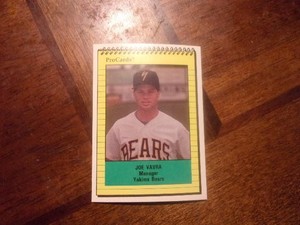 ProCards
Y
BEARS
JOE VAVRA
Manager
Yakima Bears